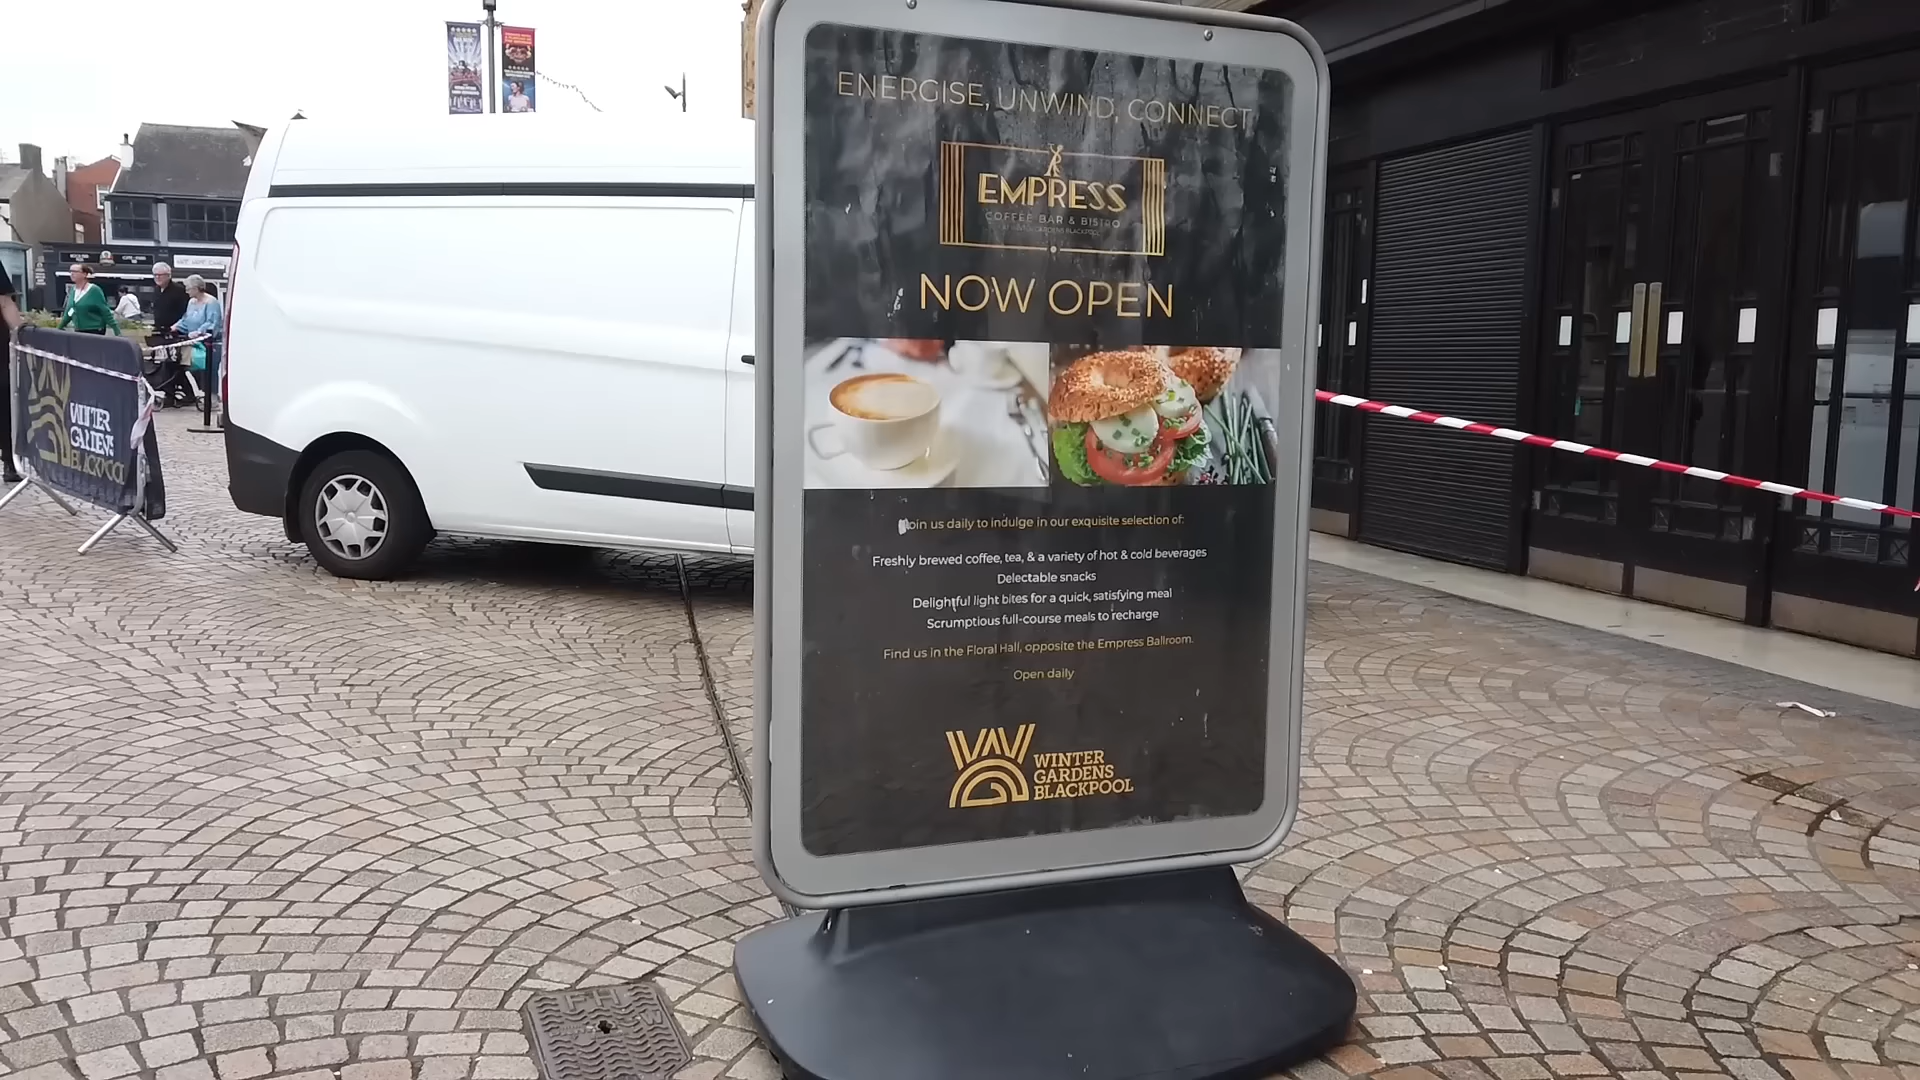 ENERGISE, UNWIND, CONNECT
EMPRESS
COFFEE BAR & BISTRO
NOW OPEN
oin us daily to indulge in our exquisite selection of:
Freshly brewed coffee, tea, & a variety of hot & cold beverages
Delectable snacks
Delightful light bites for a quick, satisfying meal
Scrumptious full-course meals to recharge
Find us in the Floral Hall, opposite the Empress Ballroom.
Open daily
WINTER
GARDENS
BLACKPOOL
WINTER
GARDENS
BLACKPOOL
FH